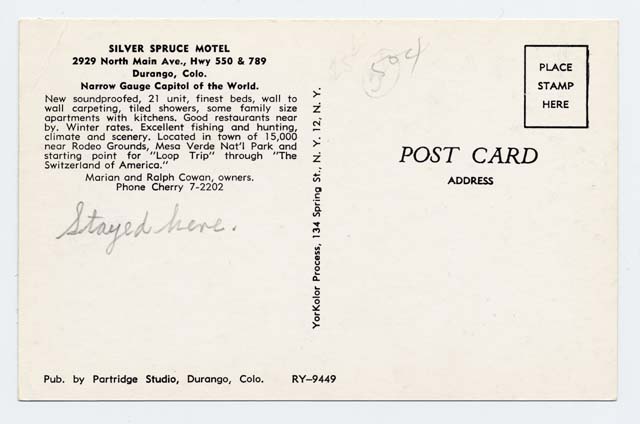 SILVER SPRUCE MOTEL
2929 North Main Ave., Hwy 550 & 789
Durango, Colo.
Narrow Gauge Capitol of the World.
New soundproofed, 21 unit, finest beds, wall to
wall carpeting, tiled showers, some family size
apartments with kitchens. Good restaurants near
by. Winter rates. Excellent fishing and hunting,
climate and scenery. Located in town of 15,000
near Rodeo Grounds, Mesa Verde Nat'l Park and
starting point for "Loop Trip" through "The
Switzerland of America."
Marian and Ralph Cowan, owners.
Phone Cherry 7-2202
Stayed here.
Pub. by Partridge Studio, Durango, Colo. RY-9449
YorKolor Process, 134 Spring St., N. Y. 12, N. Y.
PLACE
STAMP
HERE
POST CARD
ADDRESS